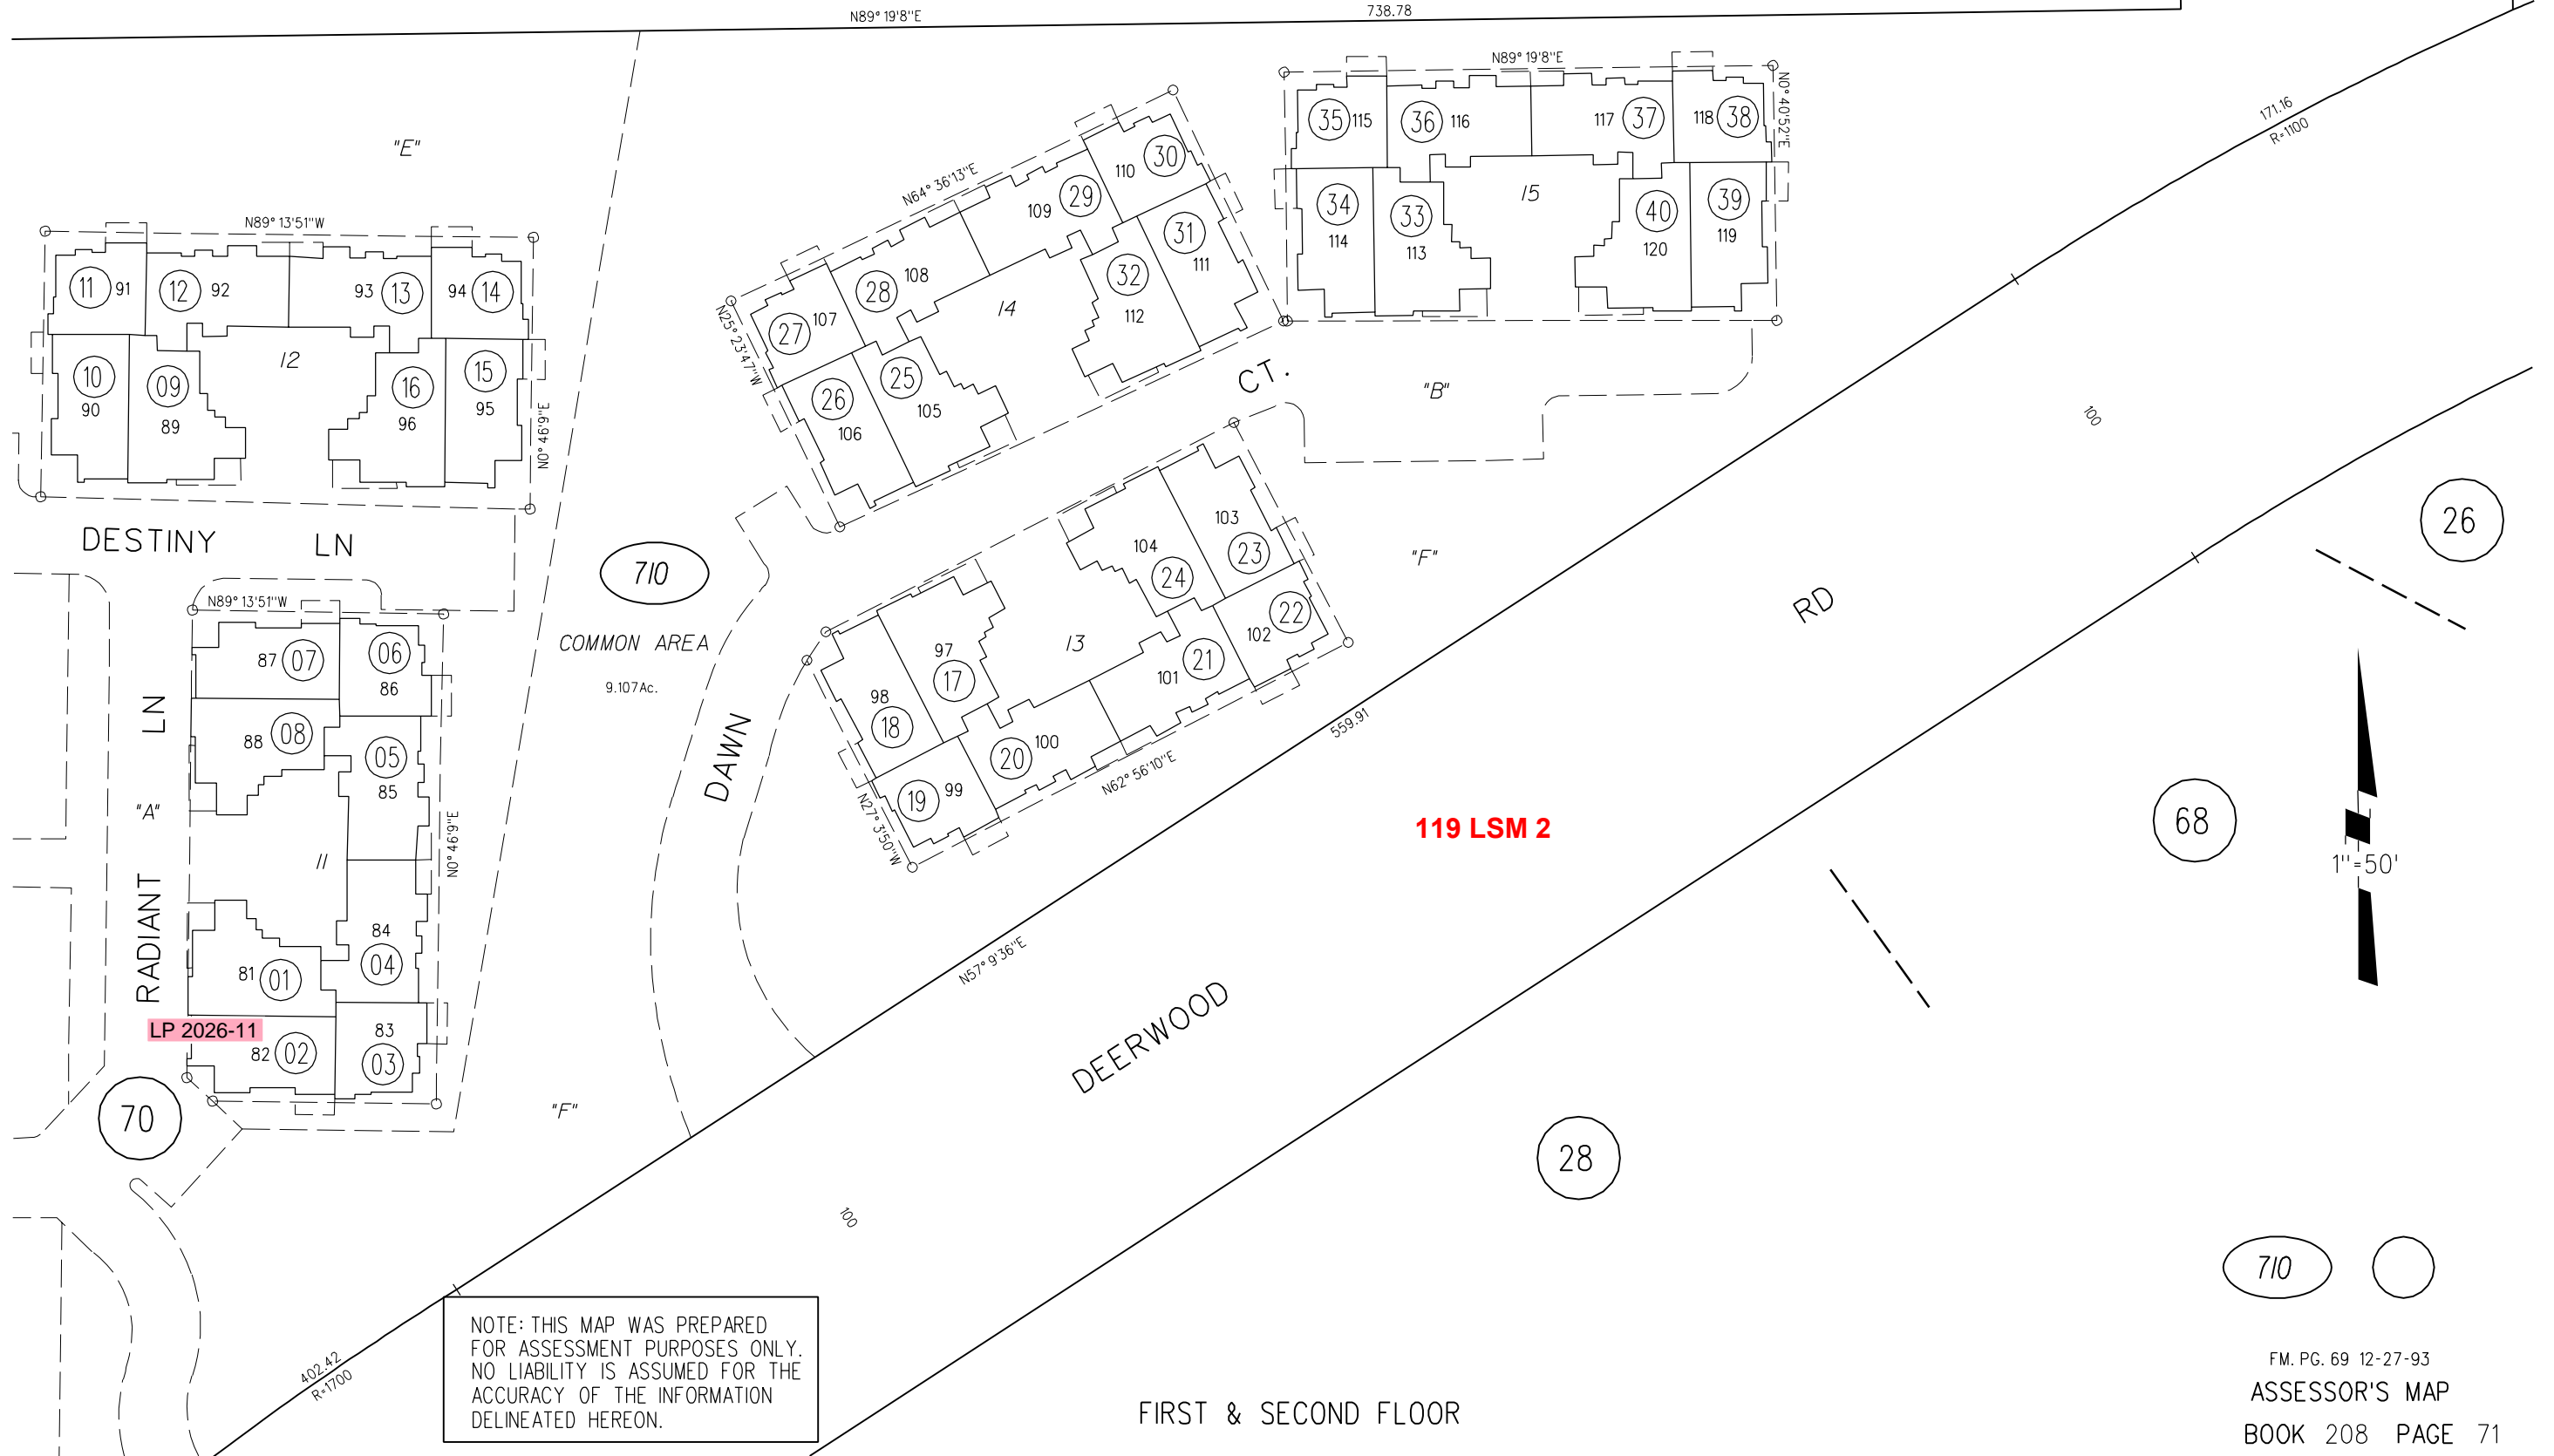 N89° 19'8"E
738.78
N89° 19'8"E
N0° 40'52"E
171.16
R=1100
"E"
35 115
36 116
117 37
118 38
34
114
33
113
15
40
120
39
119
N64° 36'13"E
110 30
109 29
31
111
108
28
107
27
32
112
14
25
105
26
106
N25° 23'47"W
N89° 13'51"W
11 91
12 92
93 13
94 14
12
10
90
09
89
16
96
15
95
N0° 46'9"E
CT.
"B"
100
DESTINY LN
710
COMMON AREA
9.107Ac.
103
23
104
24
"F"
26
RD
N89° 13'51"W
87 07
06
86
88 08
05
85
LN
"A"
RADIANT
11
N0° 46'9"E
84
04
81 01
83
03
82 02
LP 2026-11
70
"F"
DAWN
97
17
98
18
13
102 22
101 21
100
20
19 99
N27° 3'50"W
N62° 56'10"E
559.91
119 LSM 2
68
1"=50'
N57° 9'36"E
DEERWOOD
28
100
402.42
R=1700
710
NOTE: THIS MAP WAS PREPARED
FOR ASSESSMENT PURPOSES ONLY.
NO LIABILITY IS ASSUMED FOR THE
ACCURACY OF THE INFORMATION
DELINEATED HEREON.
FIRST & SECOND FLOOR
FM. PG. 69 12-27-93
ASSESSOR'S MAP
BOOK 208 PAGE 71